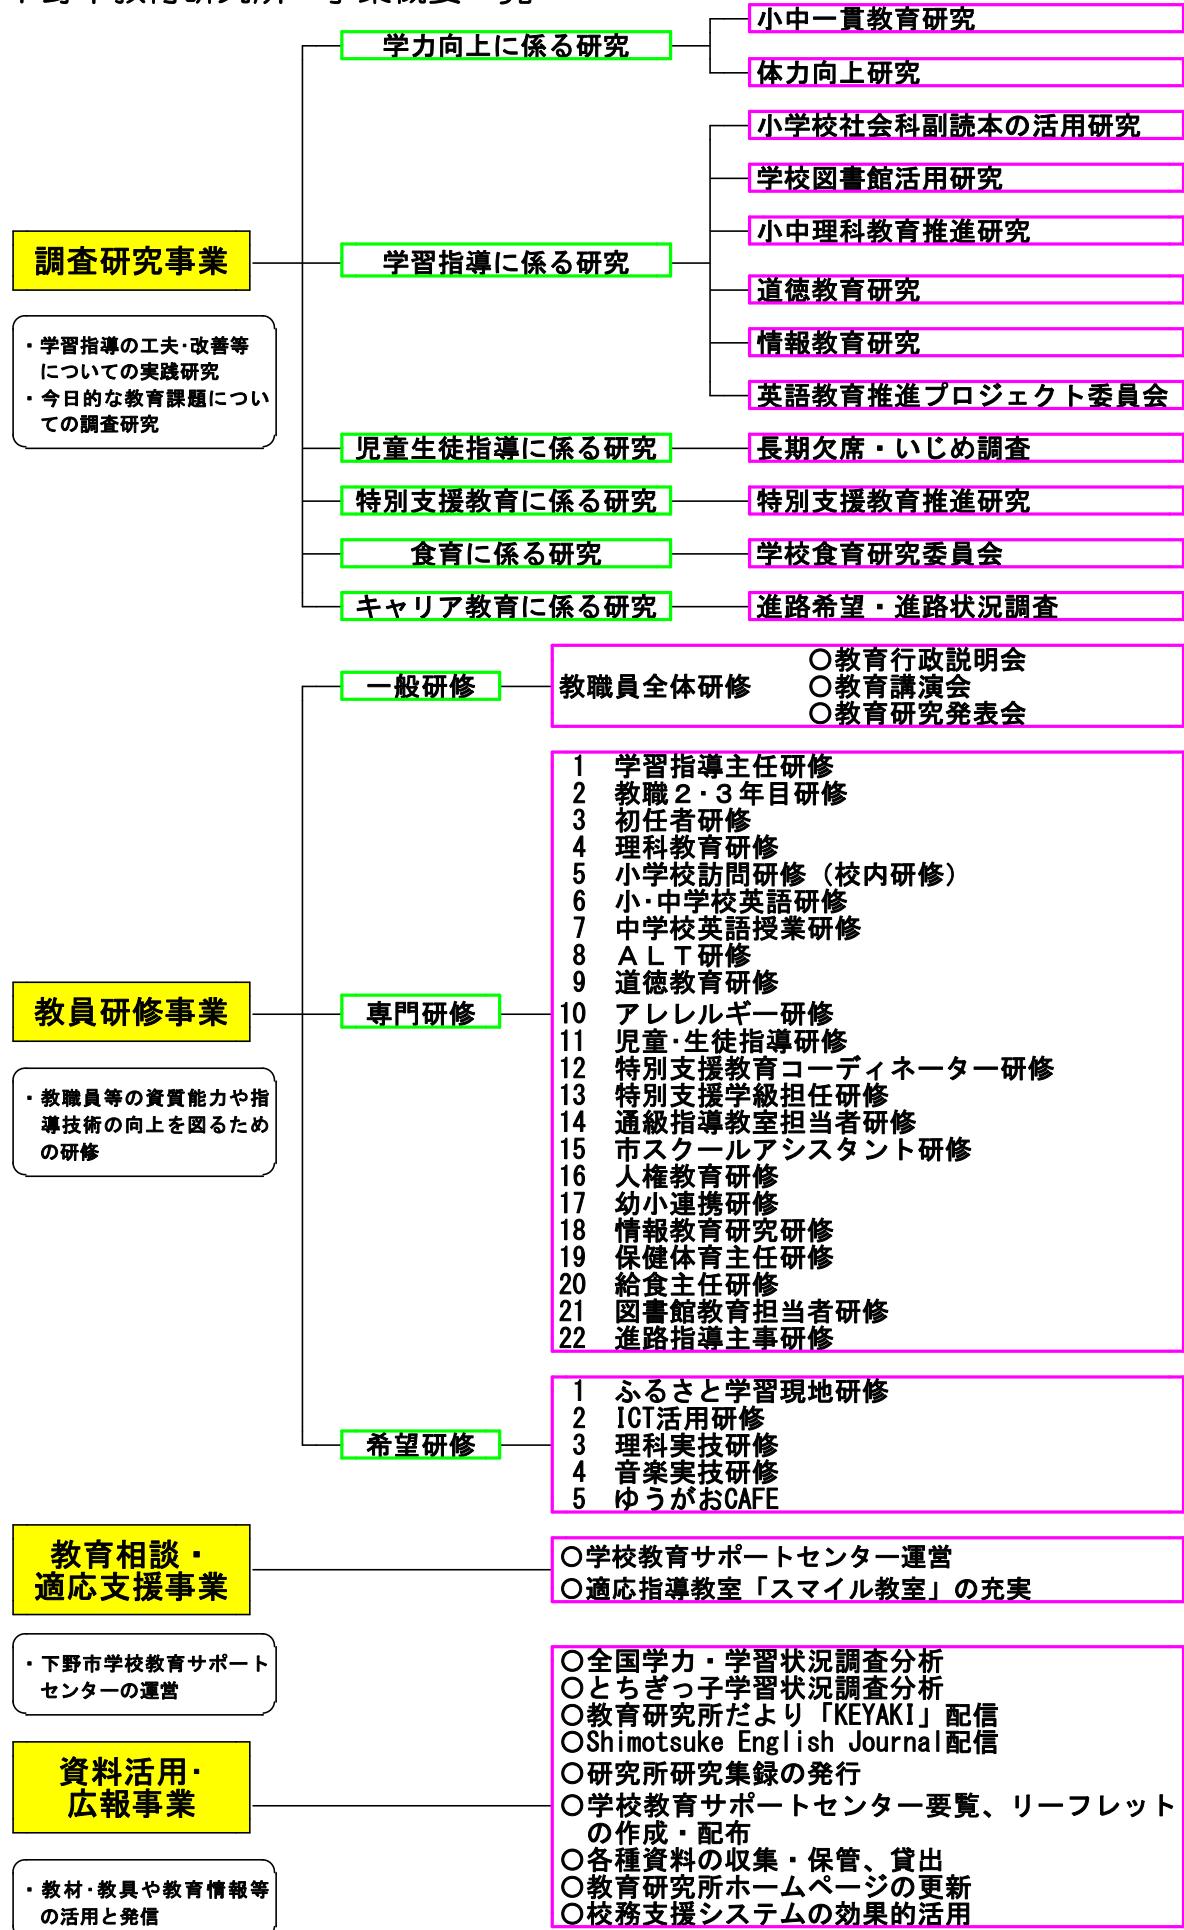 調査研究事業
・学習指導の工夫･改善等
についての実践研究
・今日的な教育課題につい
ての調査研究
学力向上に係る研究
小中一貫教育研究
体力向上研究
学習指導に係る研究
小学校社会科副読本の活用研究
学校図書館活用研究
小中理科教育推進研究
道徳教育研究
情報教育研究
英語教育推進プロジェクト委員会
児童生徒指導に係る研究
長期欠席・いじめ調査
特別支援教育に係る研究
特別支援教育推進研究
食育に係る研究
学校食育研究委員会
キャリア教育に係る研究
進路希望・進路状況調査
教員研修事業
・教職員等の資質能力や指
導技術の向上を図るため
の研修
一般研修
教職員全体研修
○教育行政説明会
○教育講演会
○教育研究発表会
専門研修
1 学習指導主任研修
2 教職２･３年目研修
3 初任者研修
4 理科教育研修
5 小学校訪問研修（校内研修）
6 小･中学校英語研修
7 中学校英語授業研修
8 ＡＬＴ研修
9 道徳教育研修
10 アレレルギー研修
11 児童･生徒指導研修
12 特別支援教育コーディネーター研修
13 特別支援学級担任研修
14 通級指導教室担当者研修
15 市スクールアシスタント研修
16 人権教育研修
17 幼小連携研修
18 情報教育研究研修
19 保健体育主任研修
20 給食主任研修
21 図書館教育担当者研修
22 進路指導主事研修
希望研修
1 ふるさと学習現地研修
2 ICT活用研修
3 理科実技研修
4 音楽実技研修
5 ゆうがおCAFE
教育相談・
適応支援事業
・下野市学校教育サポート
センターの運営
○学校教育サポートセンター運営
○適応指導教室「スマイル教室」の充実
資料活用･
広報事業
・教材･教具や教育情報等
の活用と発信
○全国学力・学習状況調査分析
○とちぎっ子学習状況調査分析
○教育研究所だより「KEYAKI」配信
○Shimotsuke English Journal配信
○研究所研究集録の発行
○学校教育サポートセンター要覧、リーフレット
の作成・配布
○各種資料の収集・保管、貸出
○教育研究所ホームページの更新
○校務支援システムの効果的活用